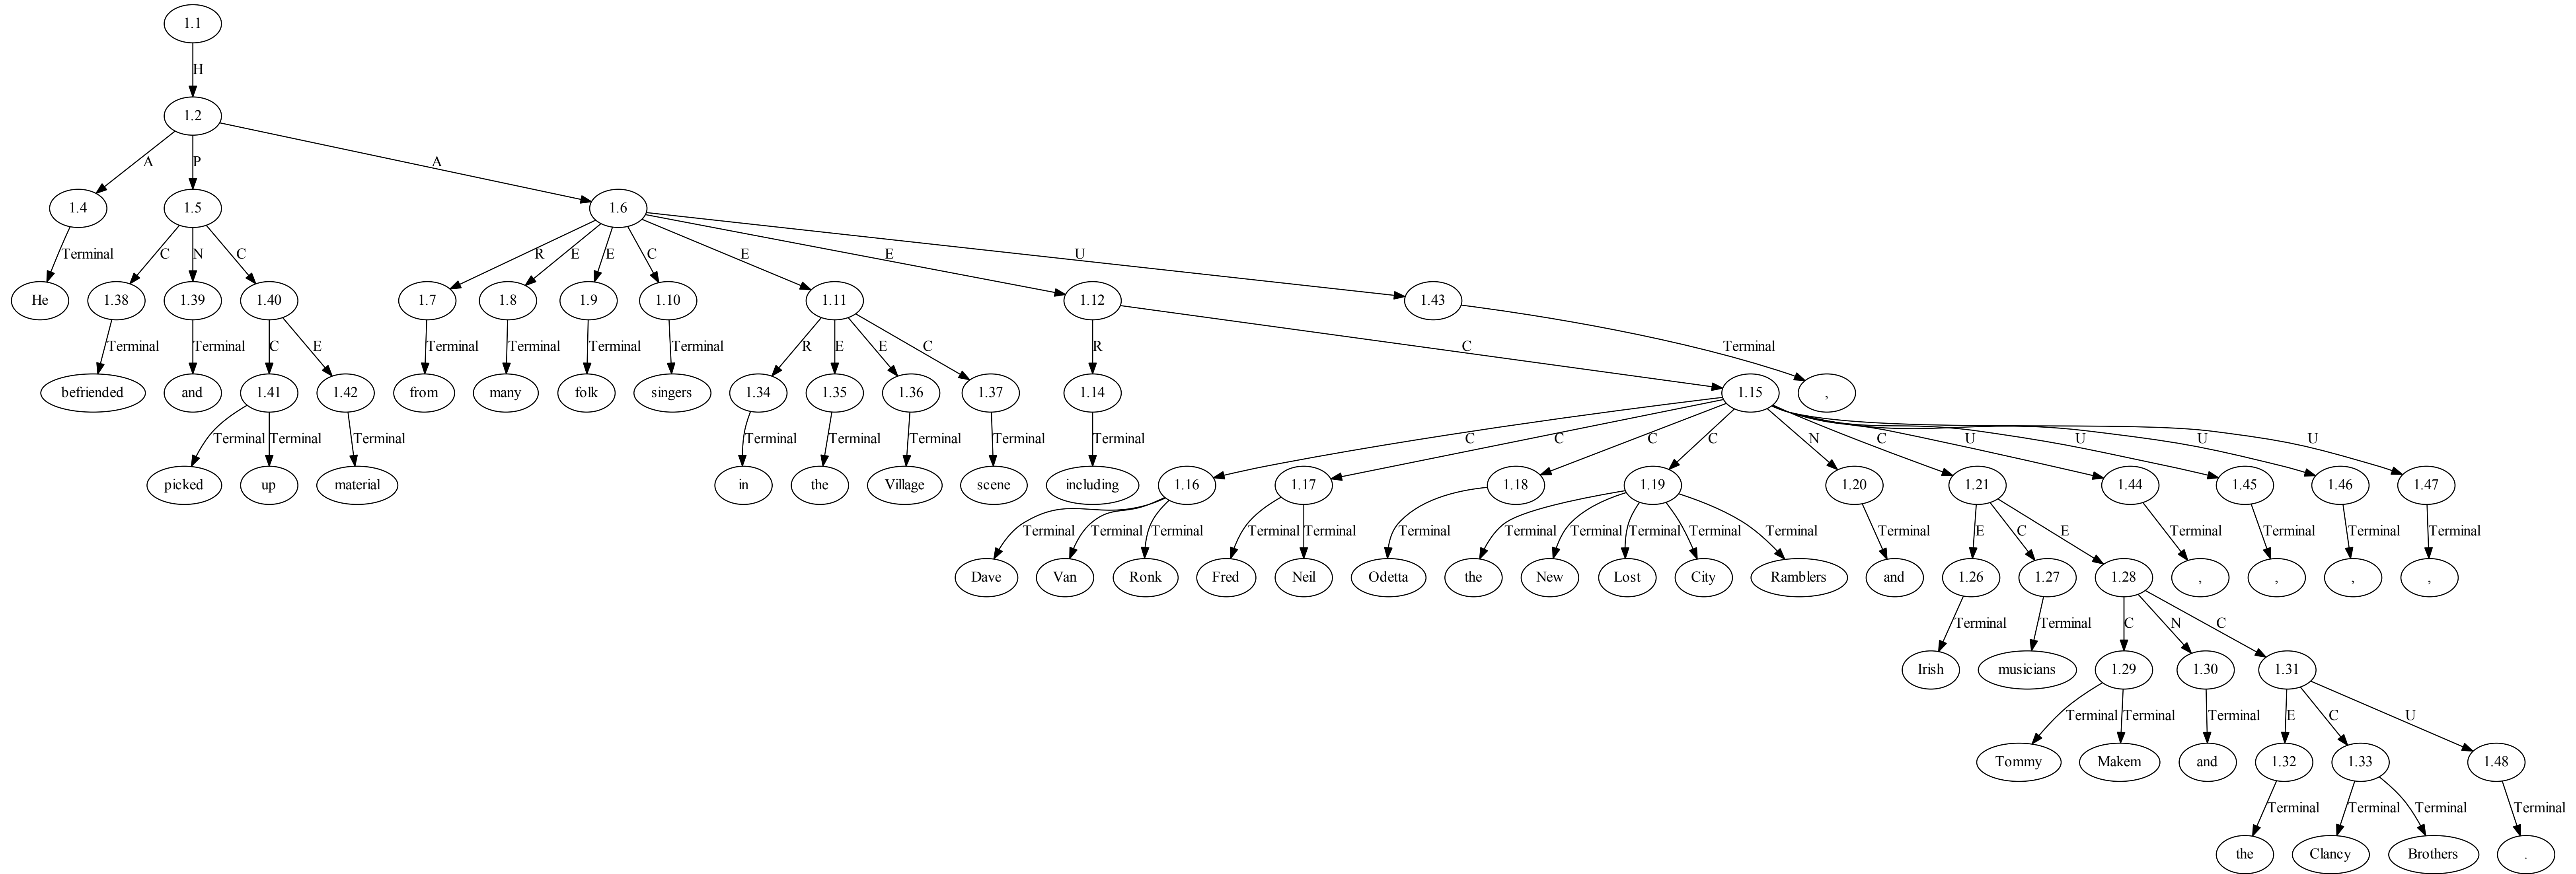 1.1
H
1.2
A P A
1.4 1.5 1.6
Terminal C N C R E E C E E U
He 1.38 1.39 1.40 1.7 1.8 1.9 1.10 1.11 1.12 1.43
Terminal Terminal C E Terminal Terminal Terminal Terminal R E E C R C Terminal
befriended and 1.41 1.42 from many folk singers 1.34 1.35 1.36 1.37 1.14 1.15 ,
Terminal Terminal Terminal Terminal Terminal Terminal Terminal Terminal C C C C N C U U U U
picked up material in the Village scene including 1.16 1.17 1.18 1.19 1.20 1.21 1.44 1.45 1.46 1.47
Terminal Terminal Terminal Terminal Terminal Terminal Terminal Terminal Terminal Terminal Terminal Terminal E C E Terminal Terminal Terminal Terminal
Dave Van Ronk Fred Neil Odetta the New Lost City Ramblers and 1.26 1.27 1.28 , , , ,
Terminal Terminal C N C
Irish musicians 1.29 1.30 1.31
Terminal Terminal Terminal E C U
Tommy Makem and 1.32 1.33 1.48
Terminal Terminal Terminal Terminal
the Clancy Brothers .